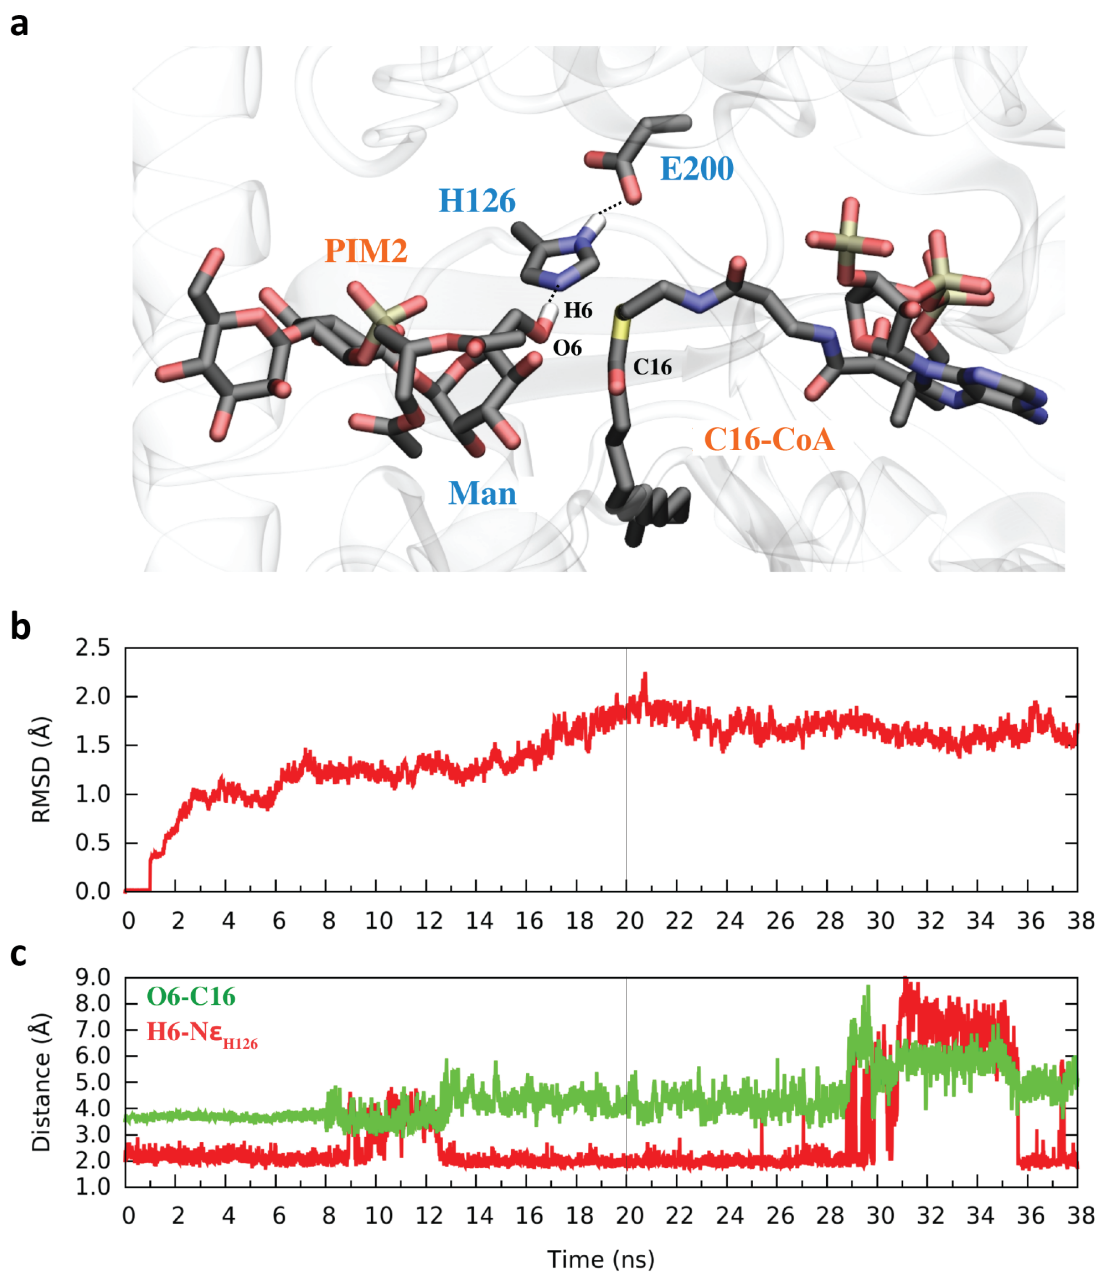 a
E200
H126
PIM2
H6
O6
C16
C16-CoA
Man
b
RMSD (Å)
2.5
2.0
1.5
1.0
0.5
0.0
0 2 4 6 8 10 12 14 16 18 20 22 24 26 28 30 32 34 36 38
c
Distance (Å)
9.0
8.0
7.0
6.0
5.0
4.0
3.0
2.0
1.0
O6-C16
H6-NεH126
0 2 4 6 8 10 12 14 16 18 20 22 24 26 28 30 32 34 36 38
Time (ns)